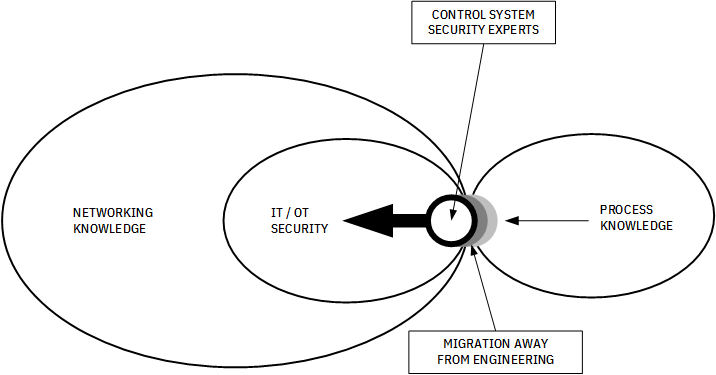 CONTROL SYSTEM
SECURITY EXPERTS
NETWORKING
KNOWLEDGE
IT / OT
SECURITY
PROCESS
KNOWLEDGE
MIGRATION AWAY
FROM ENGINEERING